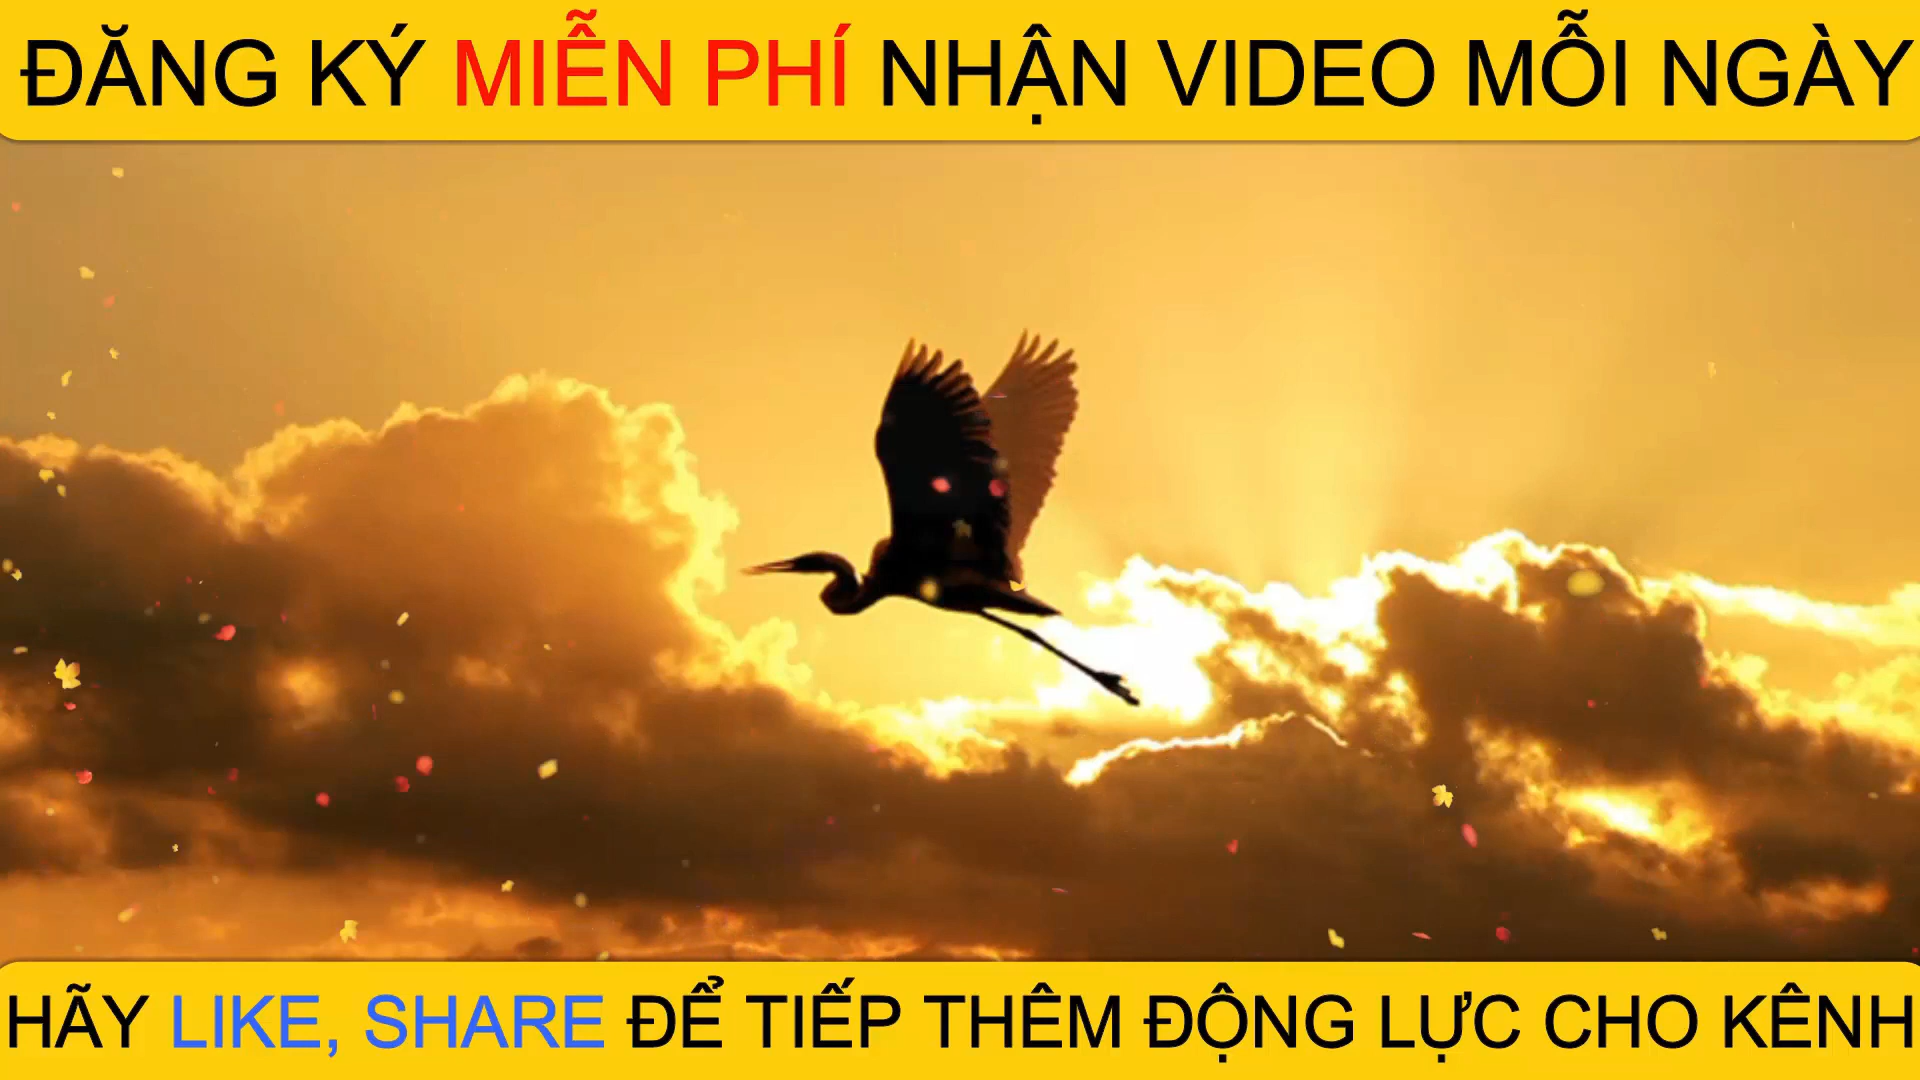 ĐĂNG KÝ MIỄN PHÍ NHẬN VIDEO MỖI NGÀY
HÃY LIKE, SHARE ĐỂ TIẾP THÊM ĐỘNG LỰC CHO KÊNH